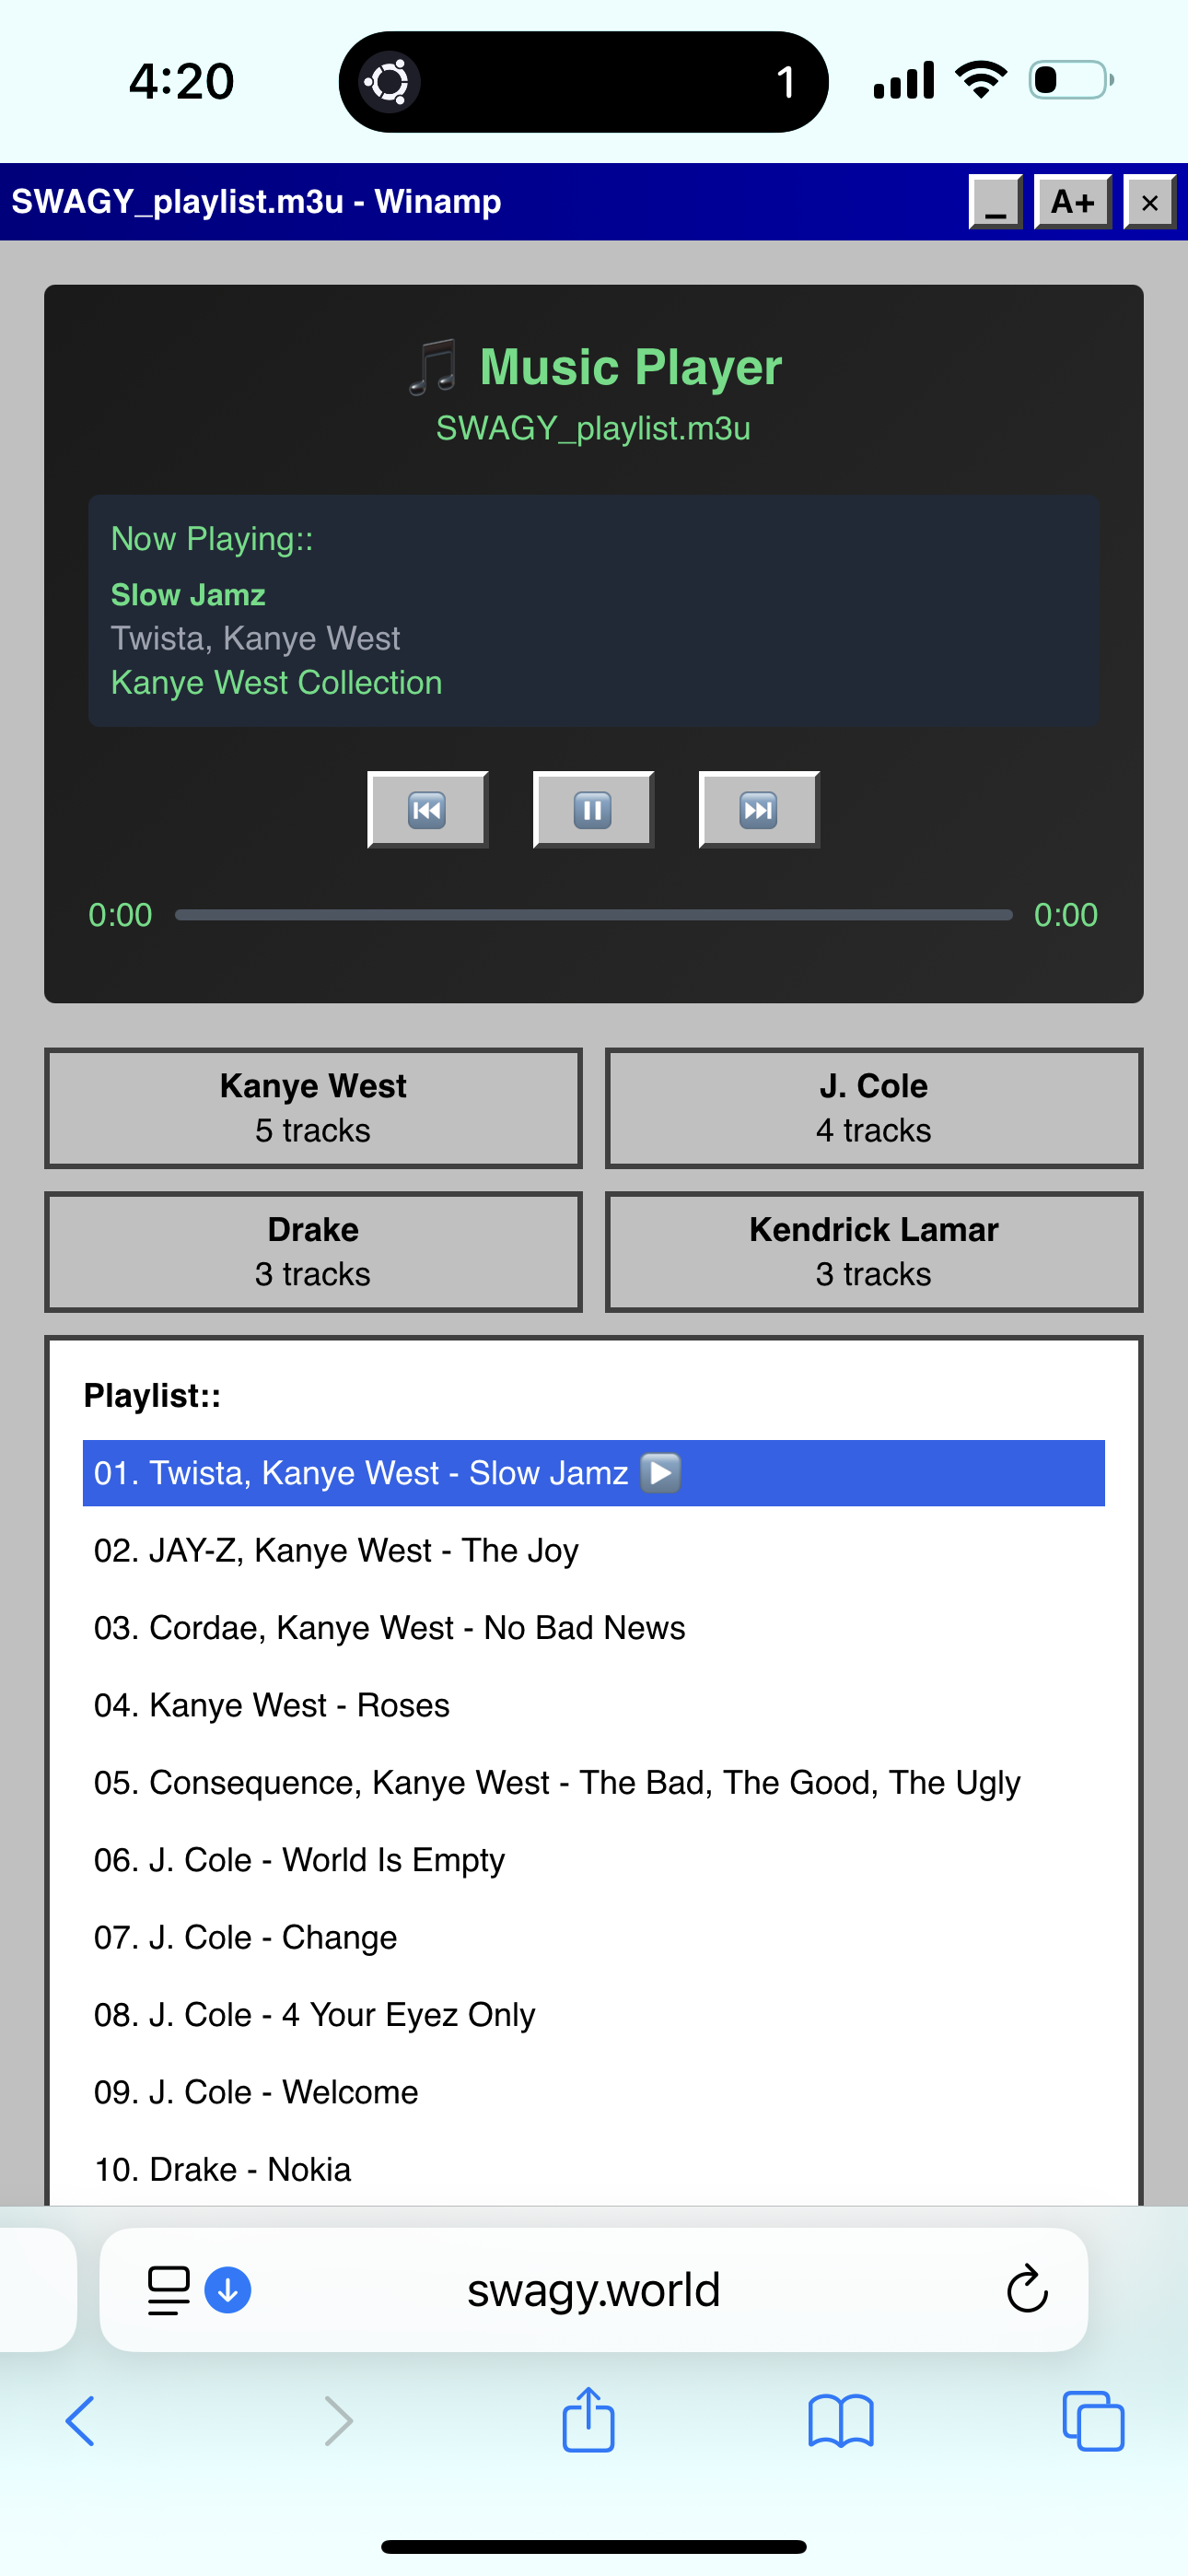 4:20
1
SWAGY_playlist.m3u - Winamp
_ A+ ×
Music Player
SWAGY_playlist.m3u
Now Playing::
Slow Jamz
Twista, Kanye West
Kanye West Collection
0:00 0:00
Kanye West
5 tracks
J. Cole
4 tracks
Drake
3 tracks
Kendrick Lamar
3 tracks
Playlist::
01. Twista, Kanye West - Slow Jamz
02. JAY-Z, Kanye West - The Joy
03. Cordae, Kanye West - No Bad News
04. Kanye West - Roses
05. Consequence, Kanye West - The Bad, The Good, The Ugly
06. J. Cole - World Is Empty
07. J. Cole - Change
08. J. Cole - 4 Your Eyez Only
09. J. Cole - Welcome
10. Drake - Nokia
swagy.world